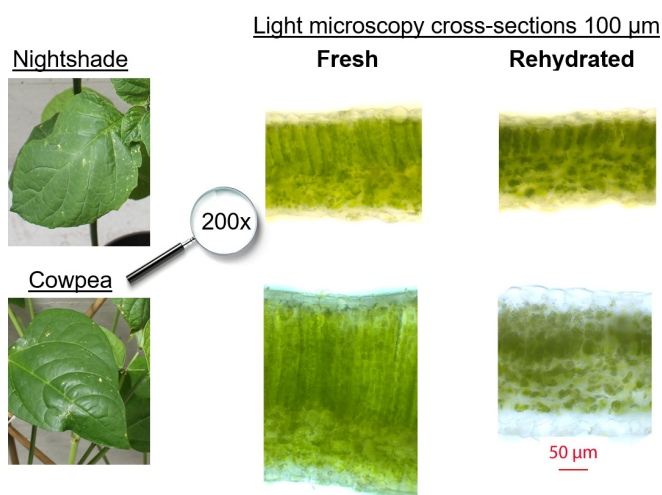 Light microscopy cross-sections 100 µm
Nightshade
Fresh
Rehydrated
200x
Cowpea
50 µm